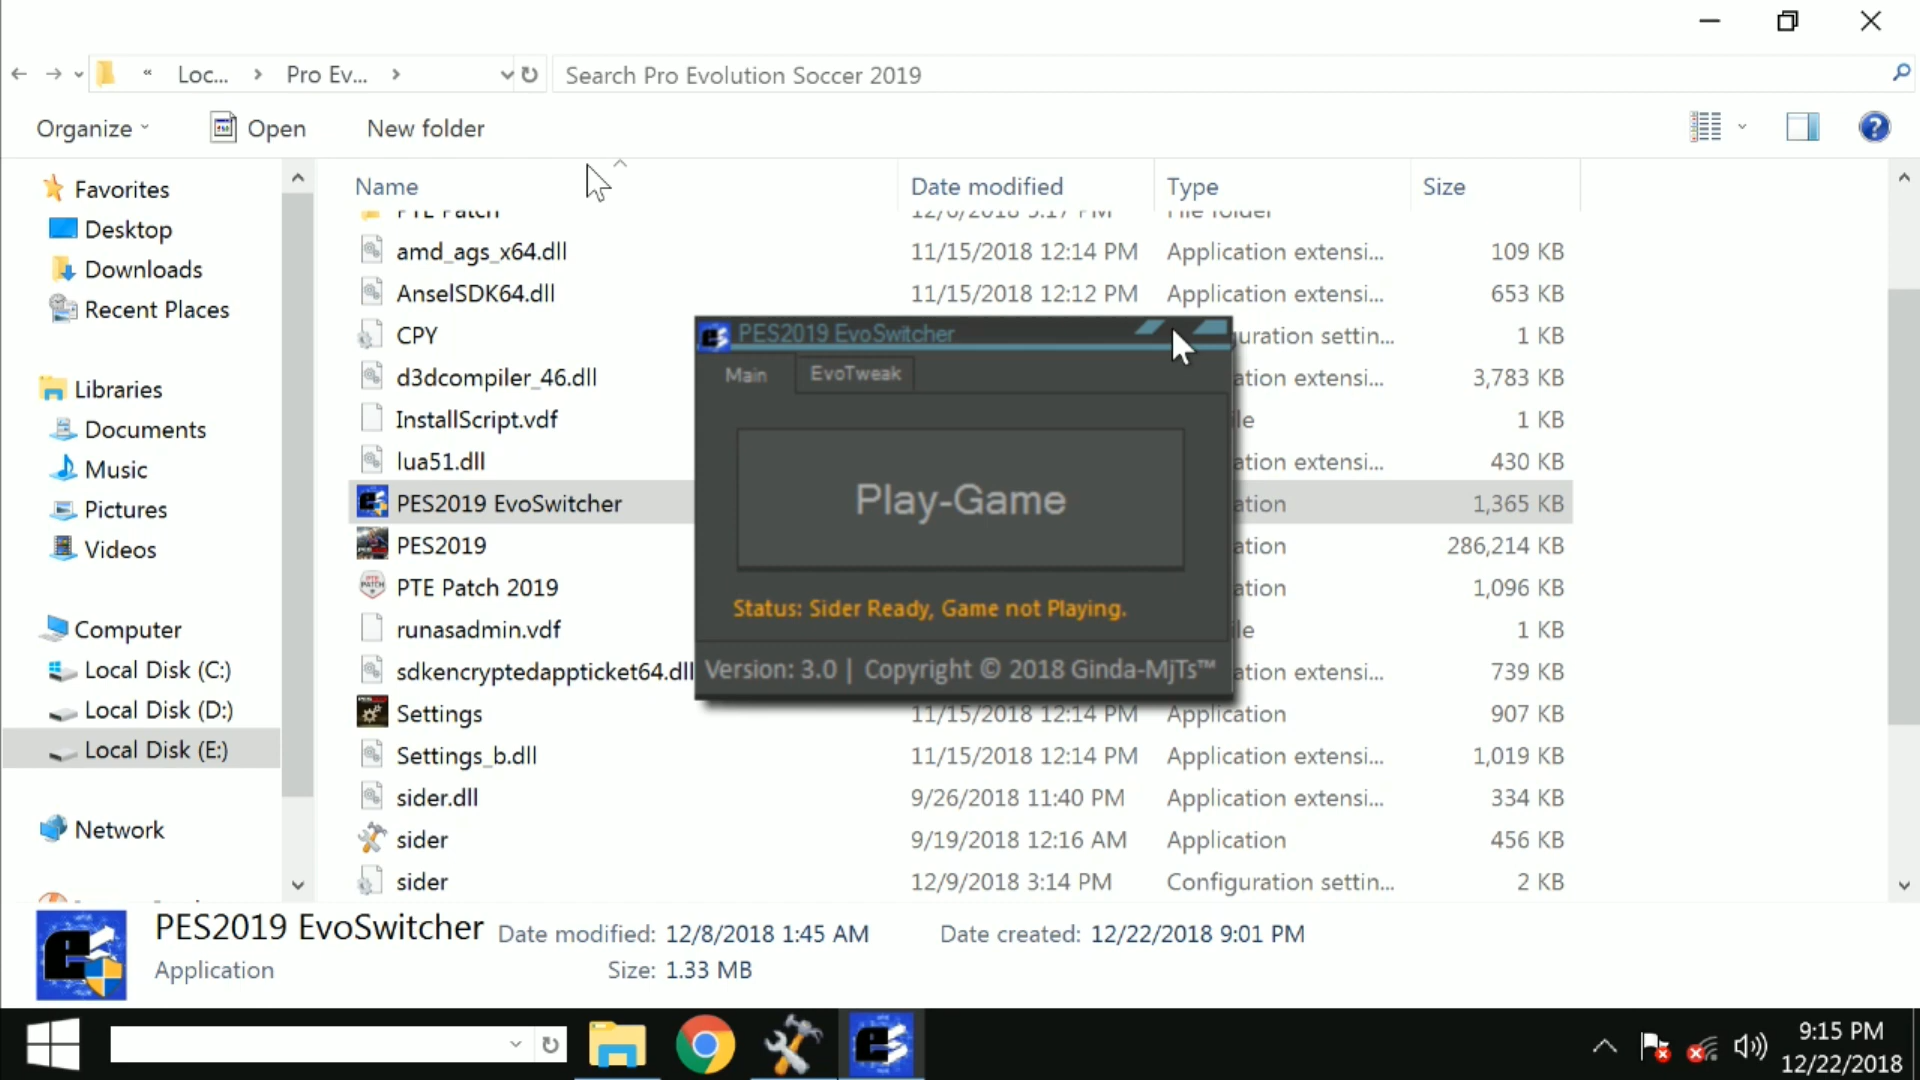 « Loc... > Pro Ev... >
Search Pro Evolution Soccer 2019
Organize
Open
New folder
Favorites
Desktop
Downloads
Recent Places
Libraries
Documents
Music
Pictures
Videos
Computer
Local Disk (C:)
Local Disk (D:)
Local Disk (E:)
Network
Name Date modified Type Size
PTE Patch 12/8/2018 5:17 PM File folder
amd_ags_x64.dll 11/15/2018 12:14 PM Application extensi... 109 KB
AnselSDK64.dll 11/15/2018 12:12 PM Application extensi... 653 KB
CPY uration settin... 1 KB
d3dcompiler_46.dll ation extensi... 3,783 KB
InstallScript.vdf le 1 KB
lua51.dll ation extensi... 430 KB
PES2019 EvoSwitcher ation 1,365 KB
PES2019 ation 286,214 KB
PTE Patch 2019 ation 1,096 KB
runasadmin.vdf le 1 KB
sdkencryptedappticket64.dll ation extensi... 739 KB
Settings 11/15/2018 12:14 PM Application 907 KB
Settings_b.dll 11/15/2018 12:14 PM Application extensi... 1,019 KB
sider.dll 9/26/2018 11:40 PM Application extensi... 334 KB
sider 9/19/2018 12:16 AM Application 456 KB
sider 12/9/2018 3:14 PM Configuration settin... 2 KB
PES2019 EvoSwitcher
Main EvoTweak
Play-Game
Status: Sider Ready, Game not Playing.
Version: 3.0 | Copyright © 2018 Ginda-MjTs™
PES2019 EvoSwitcher Date modified: 12/8/2018 1:45 AM Date created: 12/22/2018 9:01 PM
Application Size: 1.33 MB
9:15 PM
12/22/2018